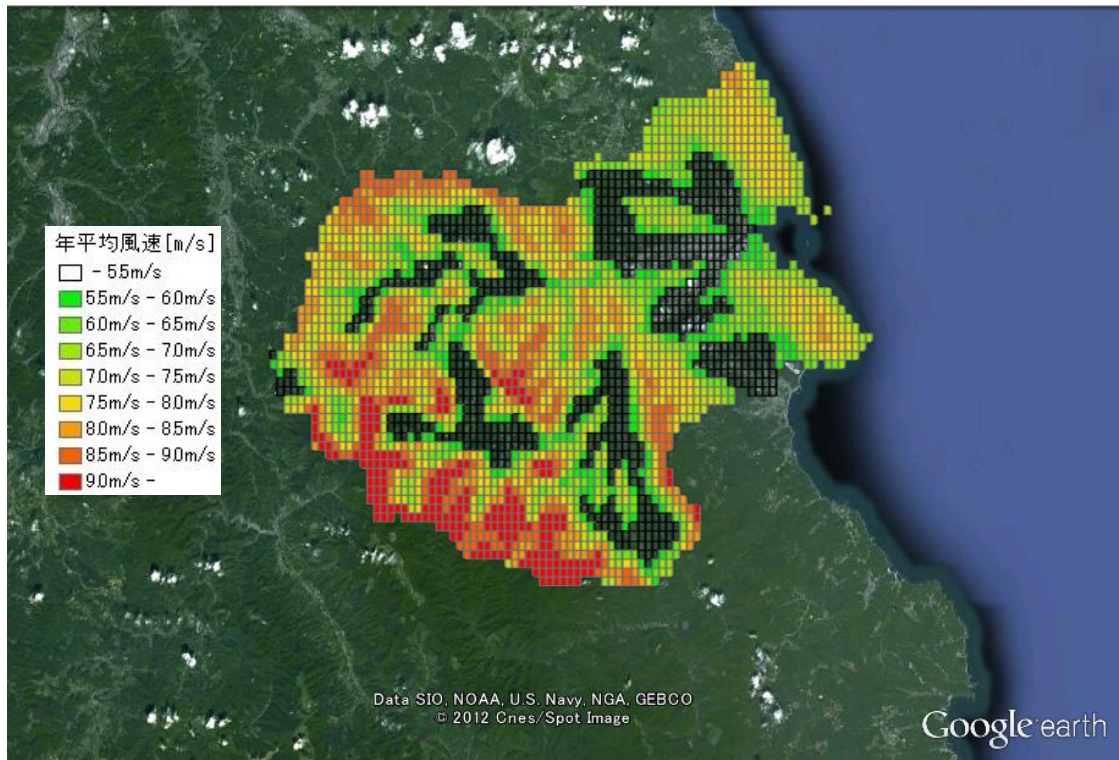 年平均風速[m/s]
- 5.5m/s
5.5m/s - 6.0m/s
6.0m/s - 6.5m/s
6.5m/s - 7.0m/s
7.0m/s - 7.5m/s
7.5m/s - 8.0m/s
8.0m/s - 8.5m/s
8.5m/s - 9.0m/s
9.0m/s -
Data SIO, NOAA, U.S. Navy, NGA, GEBCO
© 2012 Cnes/Spot Image
Google earth